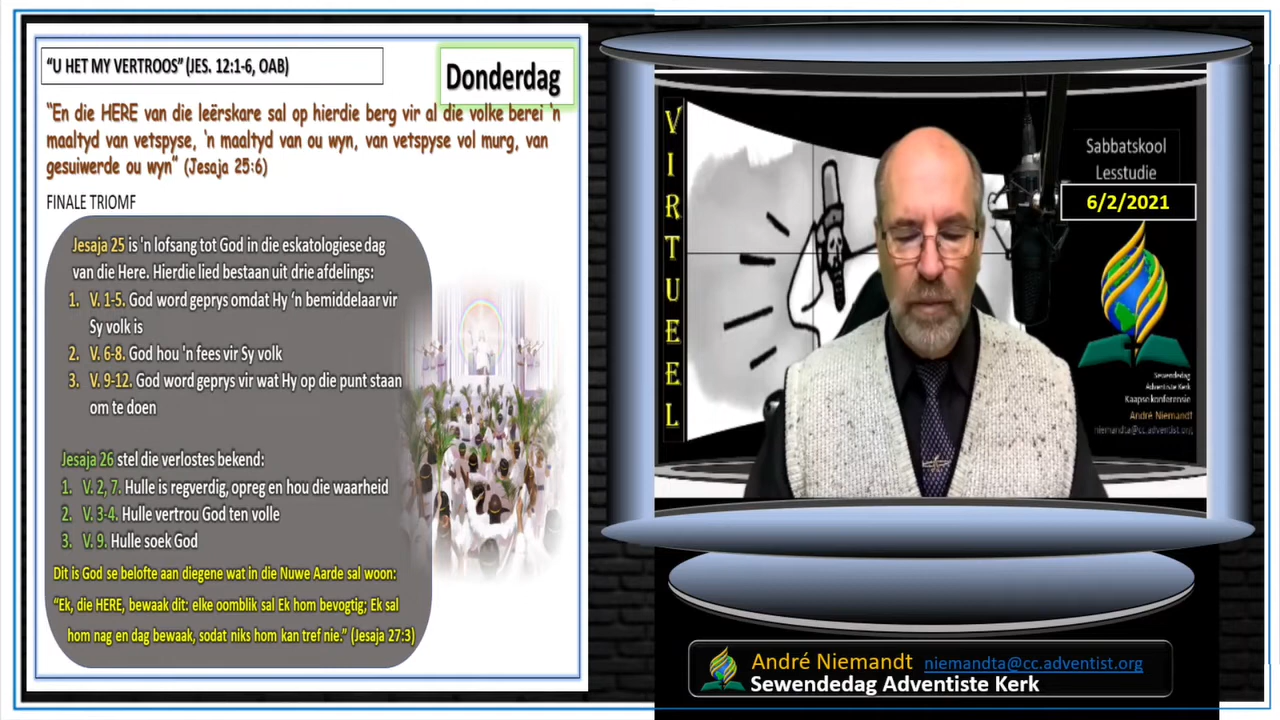 “U HET MY VERTROOS” (JES. 12:1-6, OAB)
Donderdag
“En die HERE van die leërskare sal op hierdie berg vir al die volke berei ’n
maaltyd van vetspyse, ’n maaltyd van ou wyn, van vetspyse vol murg, van
gesuiwerde ou wyn” (Jesaja 25:6)
FINALE TRIOMF
Jesaja 25 is 'n lofsang tot God in die eskatologiese dag
van die Here. Hierdie lied bestaan uit drie afdelings:
1. V. 1-5. God word geprys omdat Hy ’n bemiddelaar vir
Sy volk is
2. V. 6-8. God hou 'n fees vir Sy volk
3. V. 9-12. God word geprys vir wat Hy op die punt staan
om te doen
Jesaja 26 stel die verlostes bekend:
1. V. 2, 7. Hulle is regverdig, opreg en hou die waarheid
2. V. 3-4. Hulle vertrou God ten volle
3. V. 9. Hulle soek God
Dit is God se belofte aan diegene wat in die Nuwe Aarde sal woon:
“Ek, die HERE, bewaak dit: elke oomblik sal Ek hom bevogtig; Ek sal
hom nag en dag bewaak, sodat niks hom kan tref nie.” (Jesaja 27:3)
VIRTUEEL
Sabbatskool
Lesstudie
6/2/2021
Sewendedag
Adventiste Kerk
Kaapse konferensie
André Niemandt
niemandta@cc.adventist.org
André Niemandt niemandta@cc.adventist.org
Sewendedag Adventiste Kerk